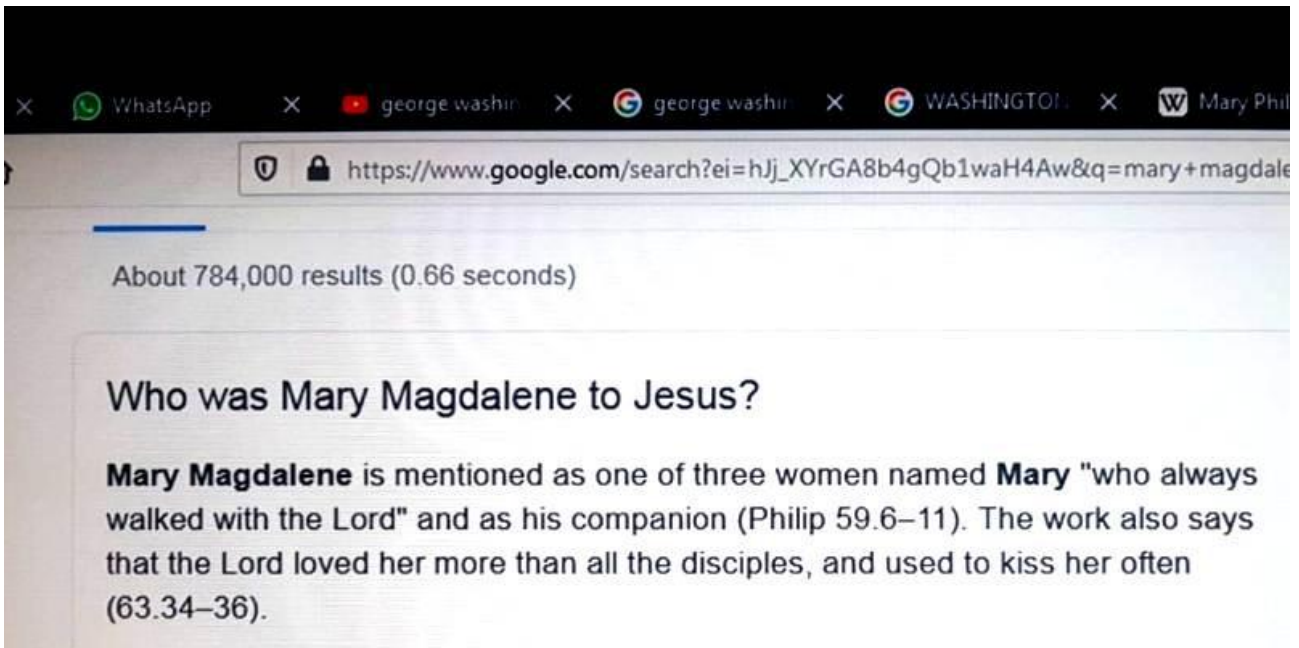 WhatsApp george washin george washin WASHINGTON Mary Phil
https://www.google.com/search?ei=hJj_XYrGA8b4gQb1waH4Aw&q=mary+magdale
About 784,000 results (0.66 seconds)
Who was Mary Magdalene to Jesus?
Mary Magdalene is mentioned as one of three women named Mary "who always
walked with the Lord" and as his companion (Philip 59.6–11). The work also says
that the Lord loved her more than all the disciples, and used to kiss her often
(63.34–36).